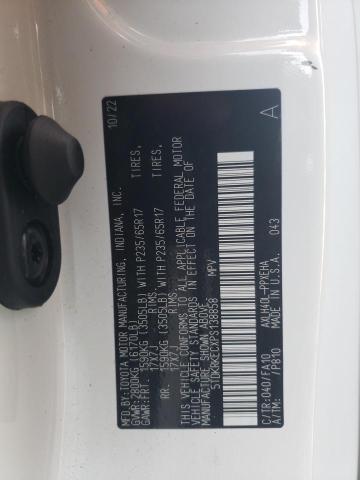 MFD.BY:TOYOTA MOTOR MANUFACTURING, INDIANA, INC. 10/22
GVWR:2800KG (6170LB)
GAWR:FRT. 1590KG (3505LB) WITH P235/65R17 TIRES,
17X7J RIMS,
RR. 1590KG (3505LB) WITH P235/65R17 TIRES,
17X7J RIMS,
THIS VEHICLE CONFORMS TO ALL APPLICABLE FEDERAL MOTOR
VEHICLE SAFETY STANDARDS IN EFFECT ON THE DATE OF
MANUFACTURE SHOWN ABOVE.
5TDKRKECXPS138858 MPV
C/TR:040/FA10 AXLH40L-PPXEHA A
/P810 MADE IN U.S.A. 043